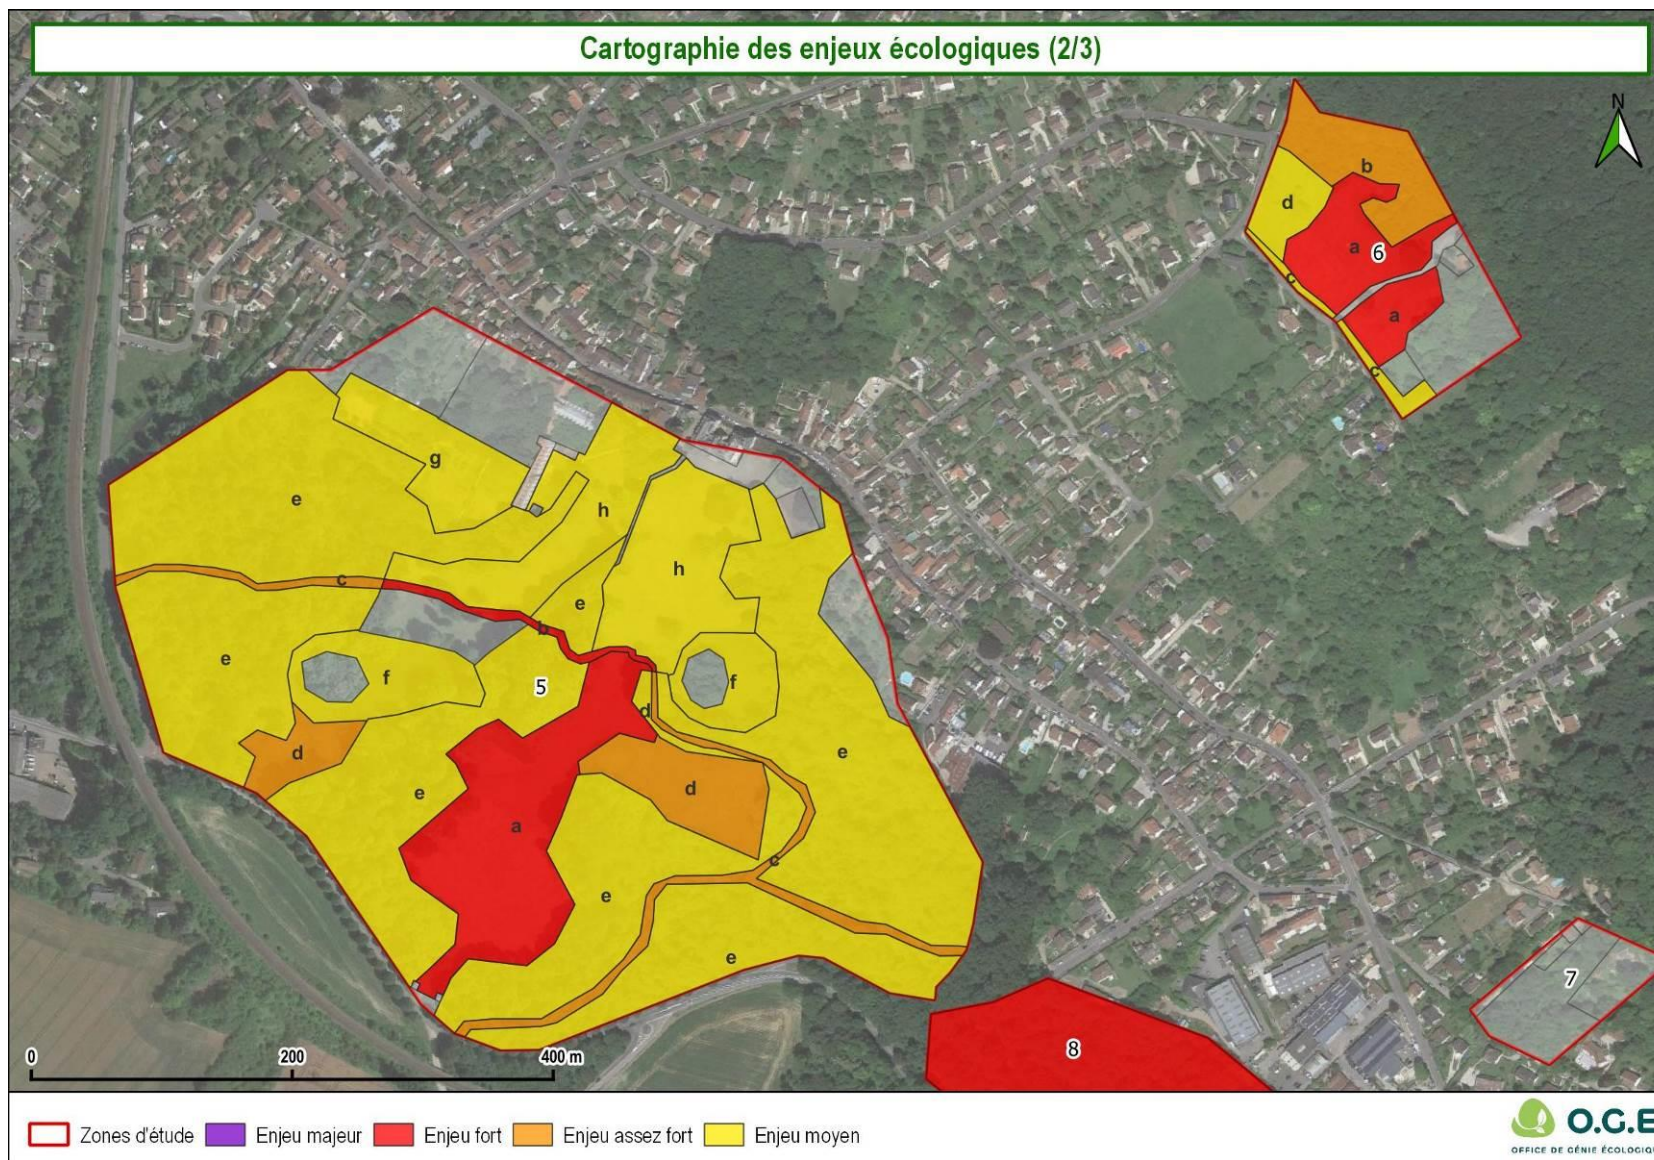 Cartographie des enjeux écologiques (2/3)
N
b
d
a
6
c
a
c
g
e
h
h
c
e
b
e
f
5
f
d
d
e
d
e
a
c
e
e
7
8
0 200 400 m
Zones d'étude Enjeu majeur Enjeu fort Enjeu assez fort Enjeu moyen
O.G.E
OFFICE DE GÉNIE ÉCOLOGIQU